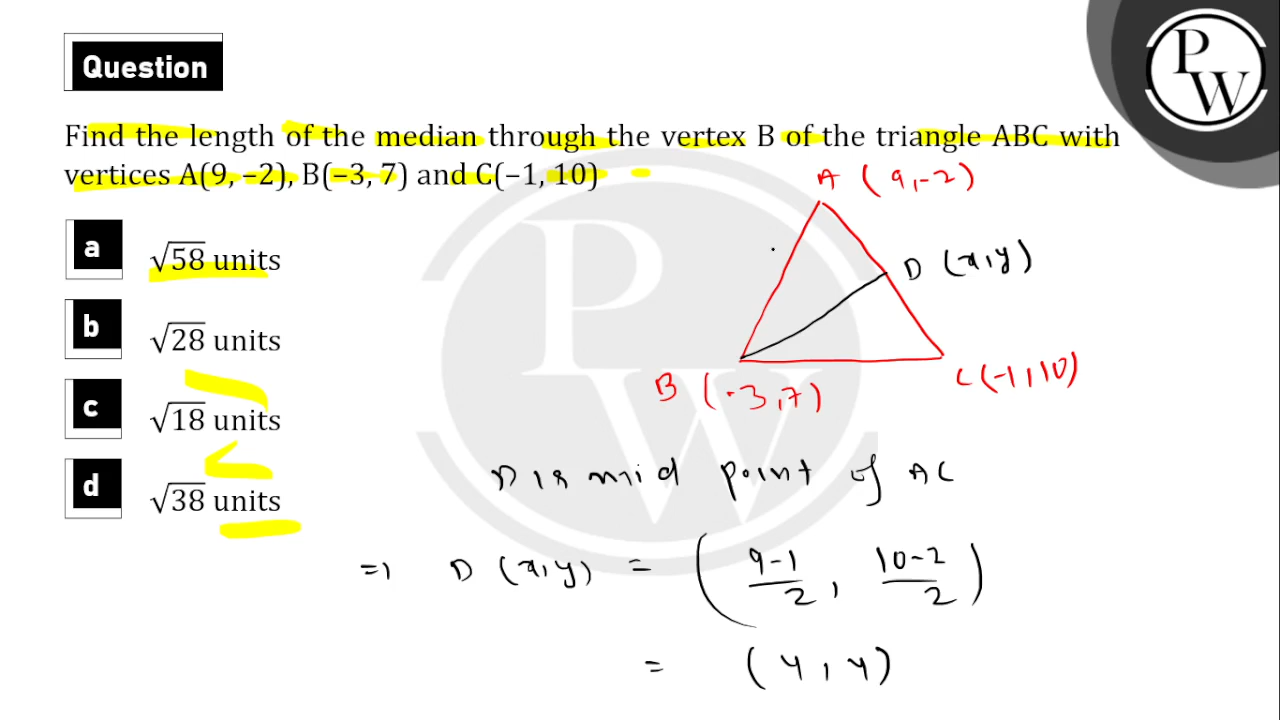 Question
PW
Find the length of the median through the vertex B of the triangle ABC with
vertices A(9, –2), B(–3, 7) and C(–1, 10)
A (9,-2)
a √58 units
D (x,y)
b √28 units
B (-3,7)
C(-1,10)
c √18 units
D is mid point of AC
d √38 units
=> D (x,y) = (9-1/2, 10-2/2)
= (4,4)
PW